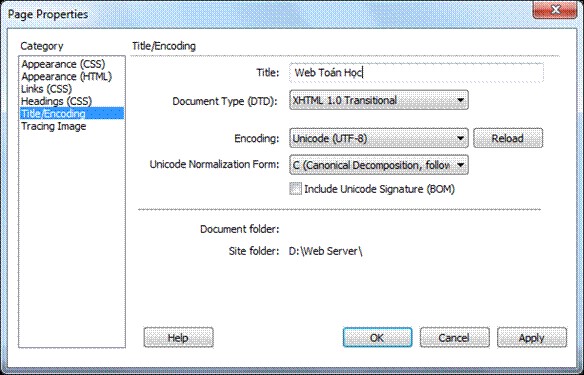 Page Properties
Category
Appearance (CSS)
Appearance (HTML)
Links (CSS)
Headings (CSS)
Title/Encoding
Tracing Image
Title/Encoding
Title: Web Toán Học
Document Type (DTD): XHTML 1.0 Transitional
Encoding: Unicode (UTF-8) Reload
Unicode Normalization Form: C (Canonical Decomposition, follow
Include Unicode Signature (BOM)
Document folder:
Site folder: D:\Web Server\
Help OK Cancel Apply